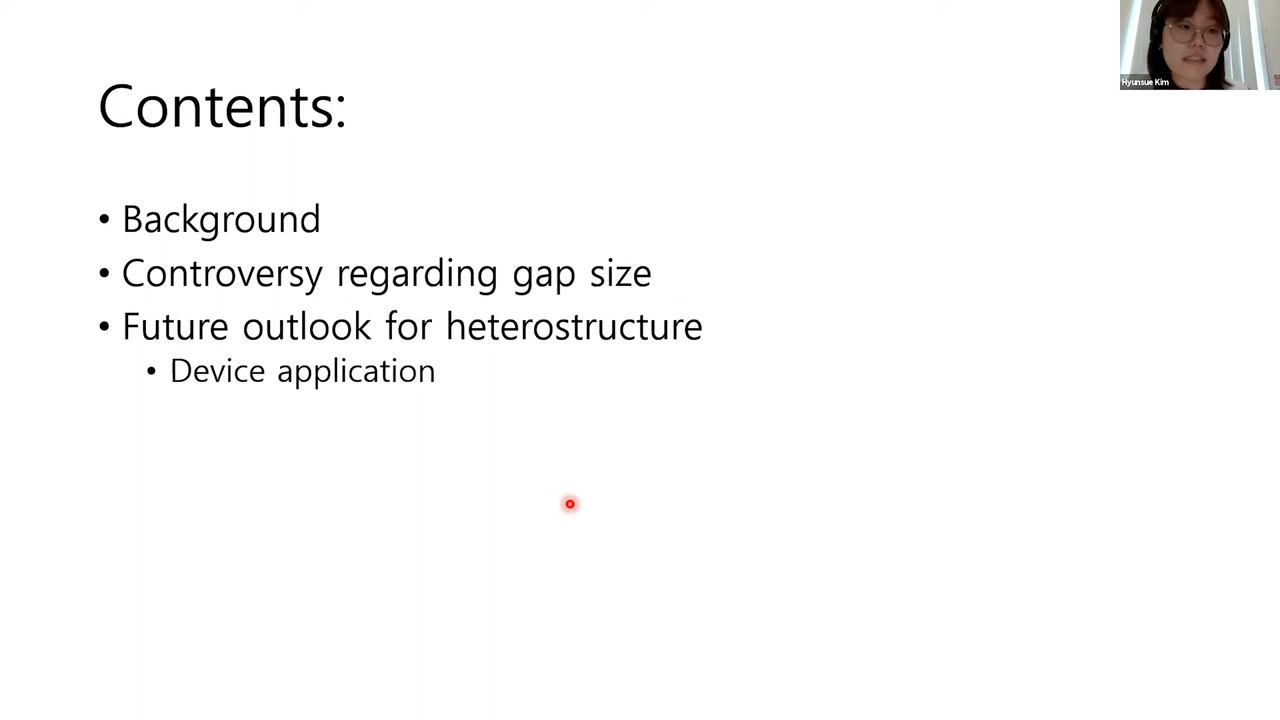 Hyunsue Kim
Contents:
• Background
• Controversy regarding gap size
• Future outlook for heterostructure
• Device application